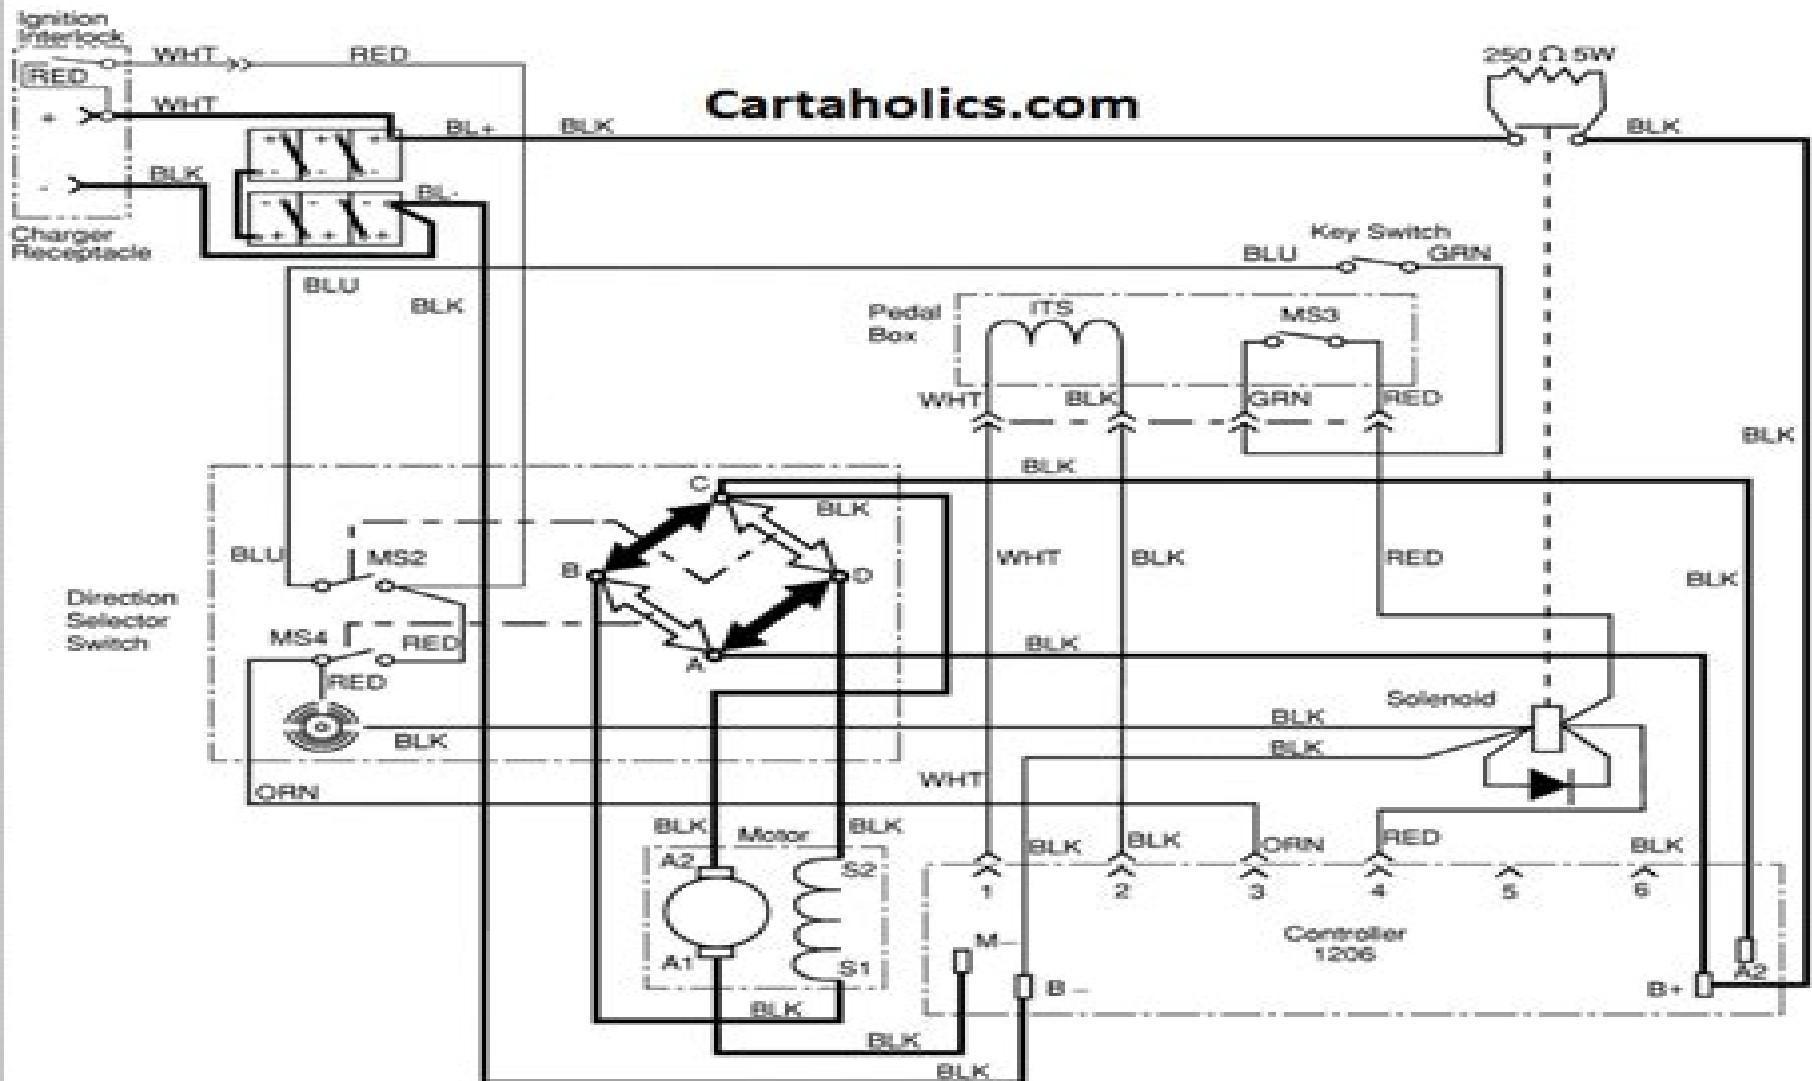 Ignition
Interlock
WHT
RED
250 Ω 5W
RED
WHT
Cartaholics.com
+
BL+
BLK
BLK
+ + +
- - -
-
BLK
BL-
- - -
+ + +
Charger
Receptacle
Key Switch
BLU
GRN
BLU
BLK
ITS
MS3
Pedal
Box
WHT
BLK
GRN
RED
BLK
BLK
C
BLK
BLU
MS2
WHT
BLK
RED
B
D
BLK
Direction
Selector
Switch
MS4
RED
BLK
A
RED
Solenoid
BLK
BLK
BLK
WHT
ORN
BLK
Motor
BLK
BLK
BLK
ORN
RED
BLK
A2
S2
1
2
3
4
5
6
Controller
1206
M-
A1
S1
A2
B-
B+
BLK
BLK
BLK